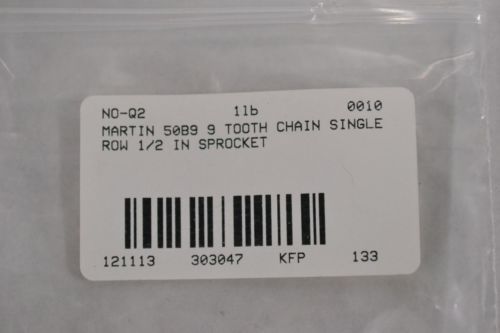 NO-Q2 1lb 0010
MARTIN 50B9 9 TOOTH CHAIN SINGLE
ROW 1/2 IN SPROCKET
121113 303047 KFP 133